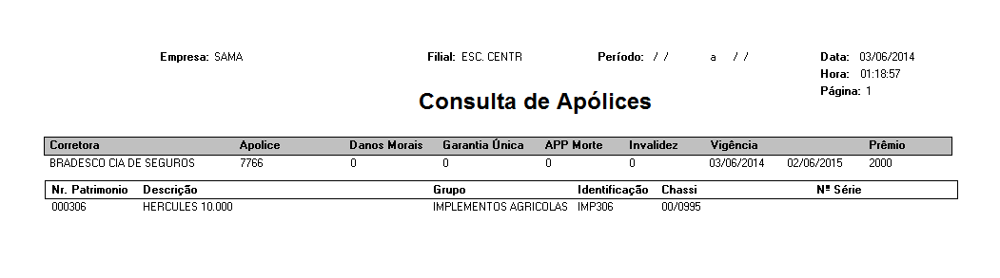 Empresa: SAMA Filial: ESC. CENTR Período: / / a / / Data: 03/06/2014
Hora: 01:18:57
Página: 1
Consulta de Apólices
Corretora Apolice Danos Morais Garantia Única APP Morte Invalidez Vigência Prêmio
BRADESCO CIA DE SEGUROS 7766 0 0 0 0 03/06/2014 02/06/2015 2000
Nr. Patrimonio Descrição Grupo Identificação Chassi Nª Série
000306 HERCULES 10.000 IMPLEMENTOS AGRICOLAS IMP306 00/0995